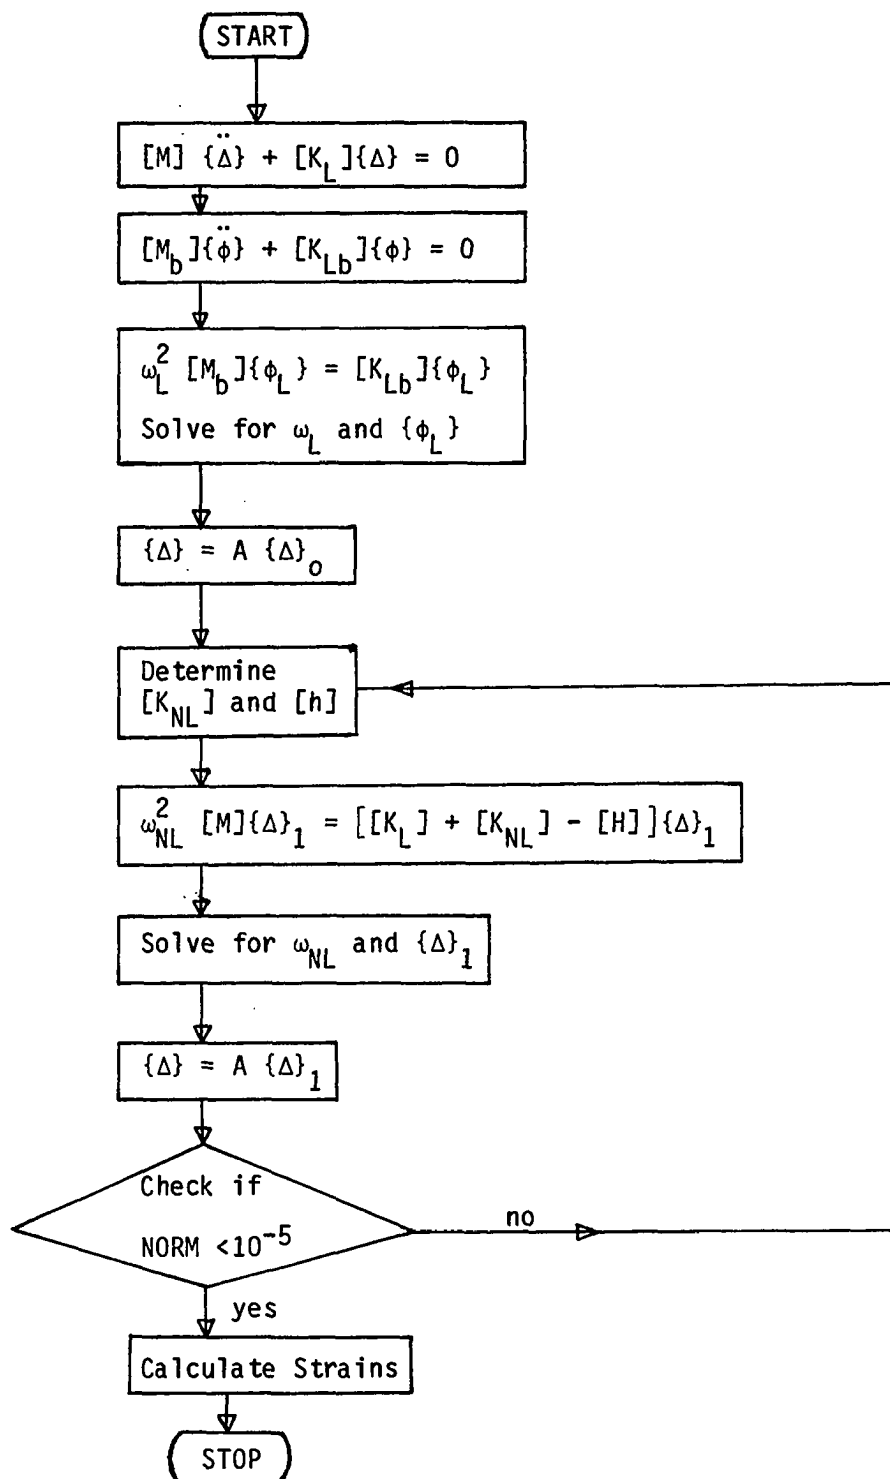 START
[M] {Δ̈} + [K_L]{Δ} = 0
[M_b]{φ̈} + [K_Lb]{φ} = 0
ω_L^2 [M_b]{φ_L} = [K_Lb]{φ_L}
Solve for ω_L and {φ_L}
{Δ} = A {Δ}_o
Determine
[K_NL] and [h]
ω_NL^2 [M]{Δ}_1 = [[K_L] + [K_NL] - [H]]{Δ}_1
Solve for ω_NL and {Δ}_1
{Δ} = A {Δ}_1
Check if
NORM <10^-5
no
yes
Calculate Strains
STOP